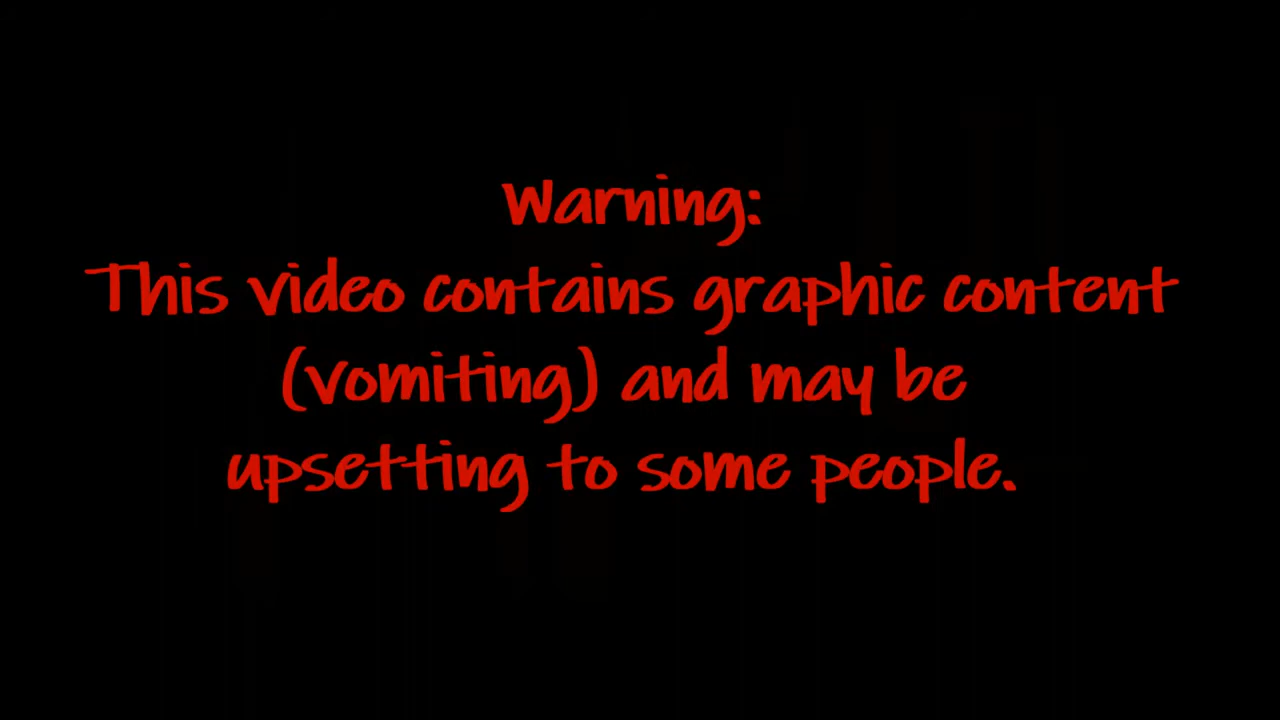 Warning:
This video contains graphic content
(vomiting) and may be
upsetting to some people.